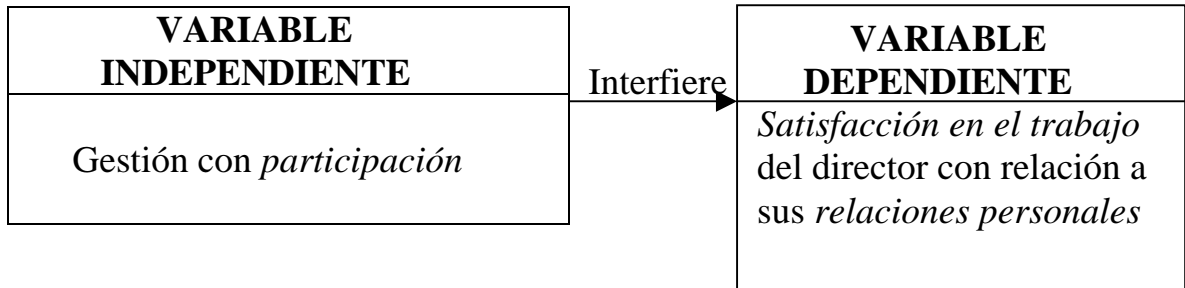 VARIABLE
INDEPENDIENTE
Gestión con participación
Interfiere
VARIABLE
DEPENDIENTE
Satisfacción en el trabajo
del director con relación a
sus relaciones personales